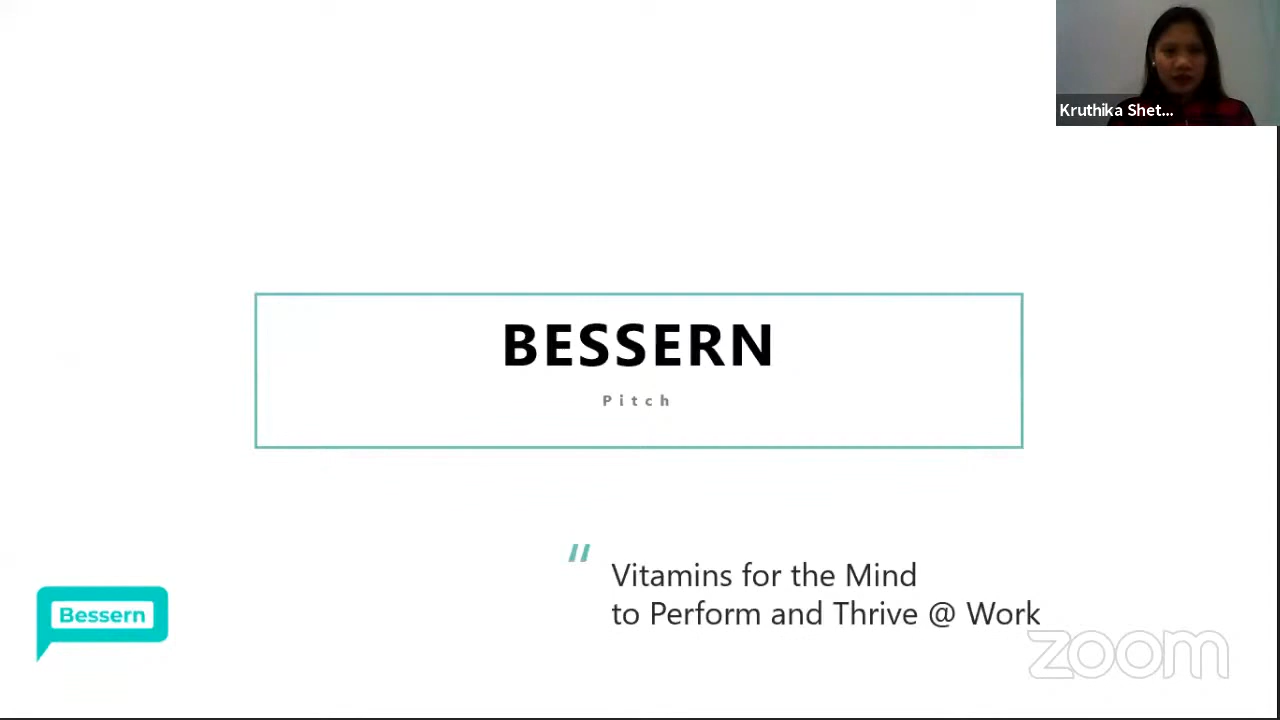 Kruthika Shet...
BESSERN
Pitch
“
Vitamins for the Mind
to Perform and Thrive @ Work
Bessern
zoom